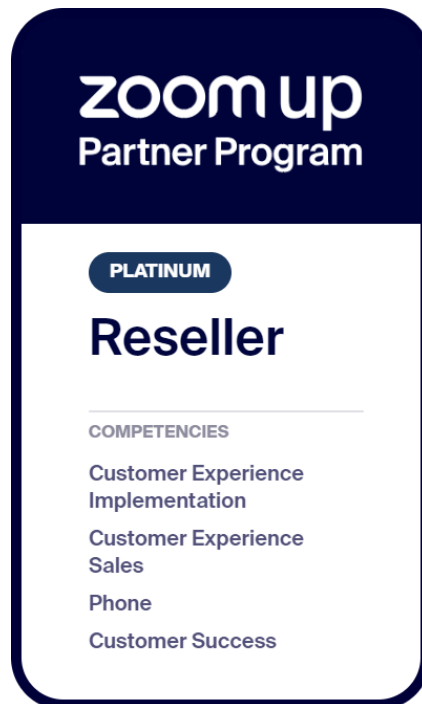 zoom up
Partner Program
PLATINUM
Reseller
COMPETENCIES
Customer Experience
Implementation
Customer Experience
Sales
Phone
Customer Success